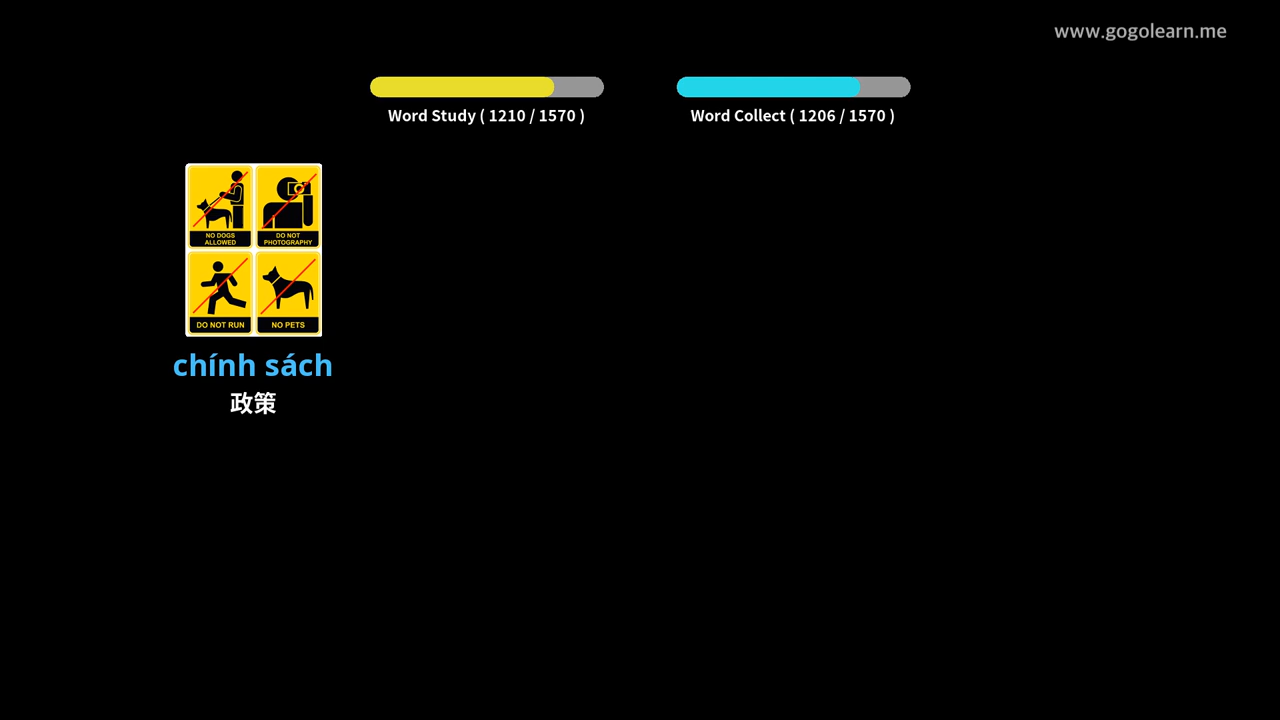 www.gogolearn.me
Word Study ( 1210 / 1570 )
Word Collect ( 1206 / 1570 )
NO DOGS
ALLOWED
DO NOT
PHOTOGRAPHY
DO NOT RUN
NO PETS
chính sách
政策